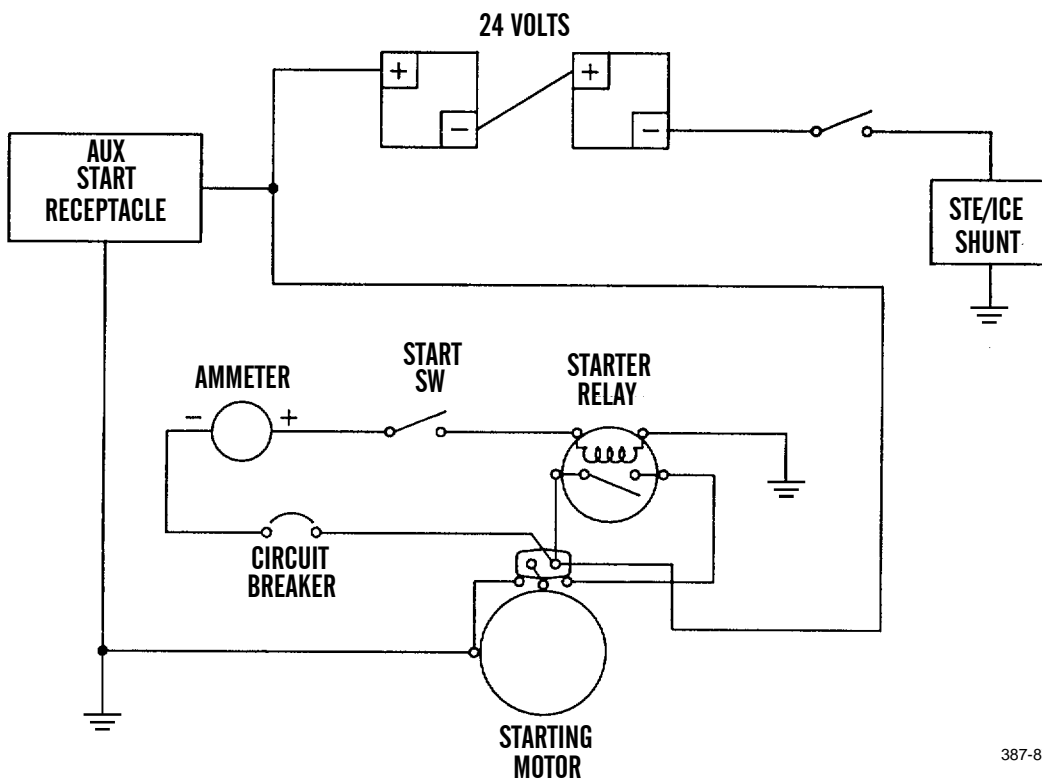 24 VOLTS
+
−
+
−
AUX
START
RECEPTACLE
STE/ICE
SHUNT
AMMETER
− +
START
SW
STARTER
RELAY
CIRCUIT
BREAKER
STARTING
MOTOR
387-8